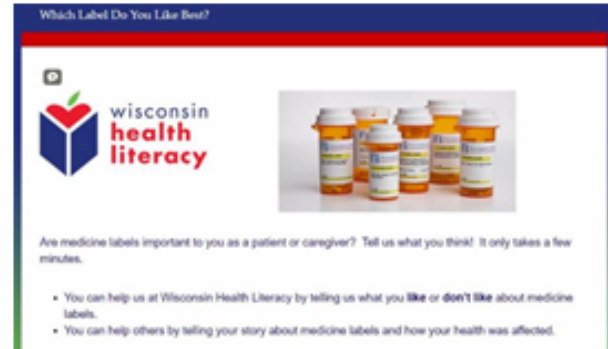 Which Label Do You Like Best?
wisconsin
health
literacy
Are medicine labels important to you as a patient or caregiver? Tell us what you think! It only takes a few
minutes.
• You can help us at Wisconsin Health Literacy by telling us what you like or don't like about medicine
labels.
• You can help others by telling your story about medicine labels and how your health was affected.